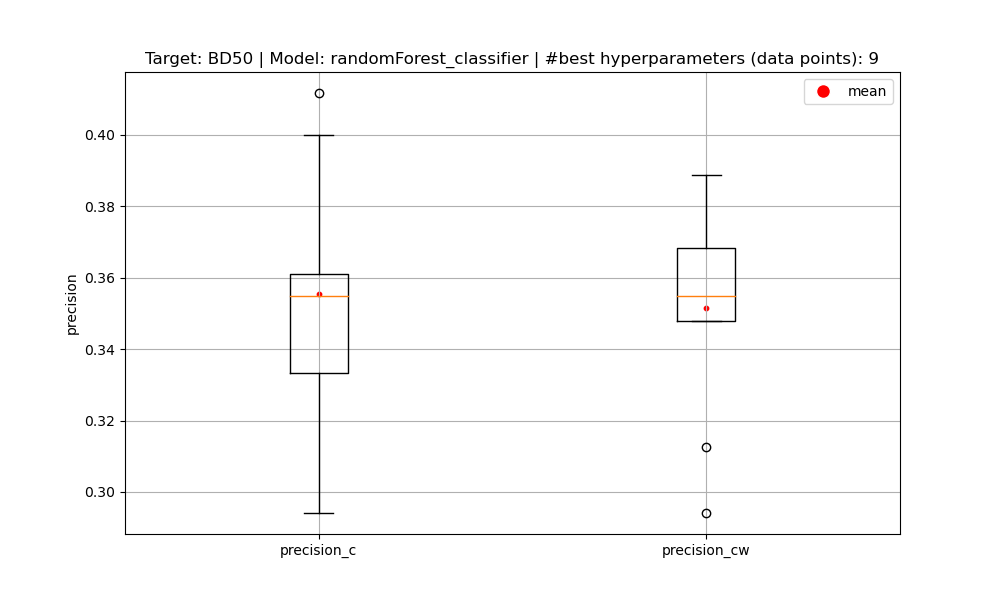 Target: BD50 | Model: randomForest_classifier | #best hyperparameters (data points): 9
mean
precision
0.40
0.38
0.36
0.34
0.32
0.30
precision_c
precision_cw